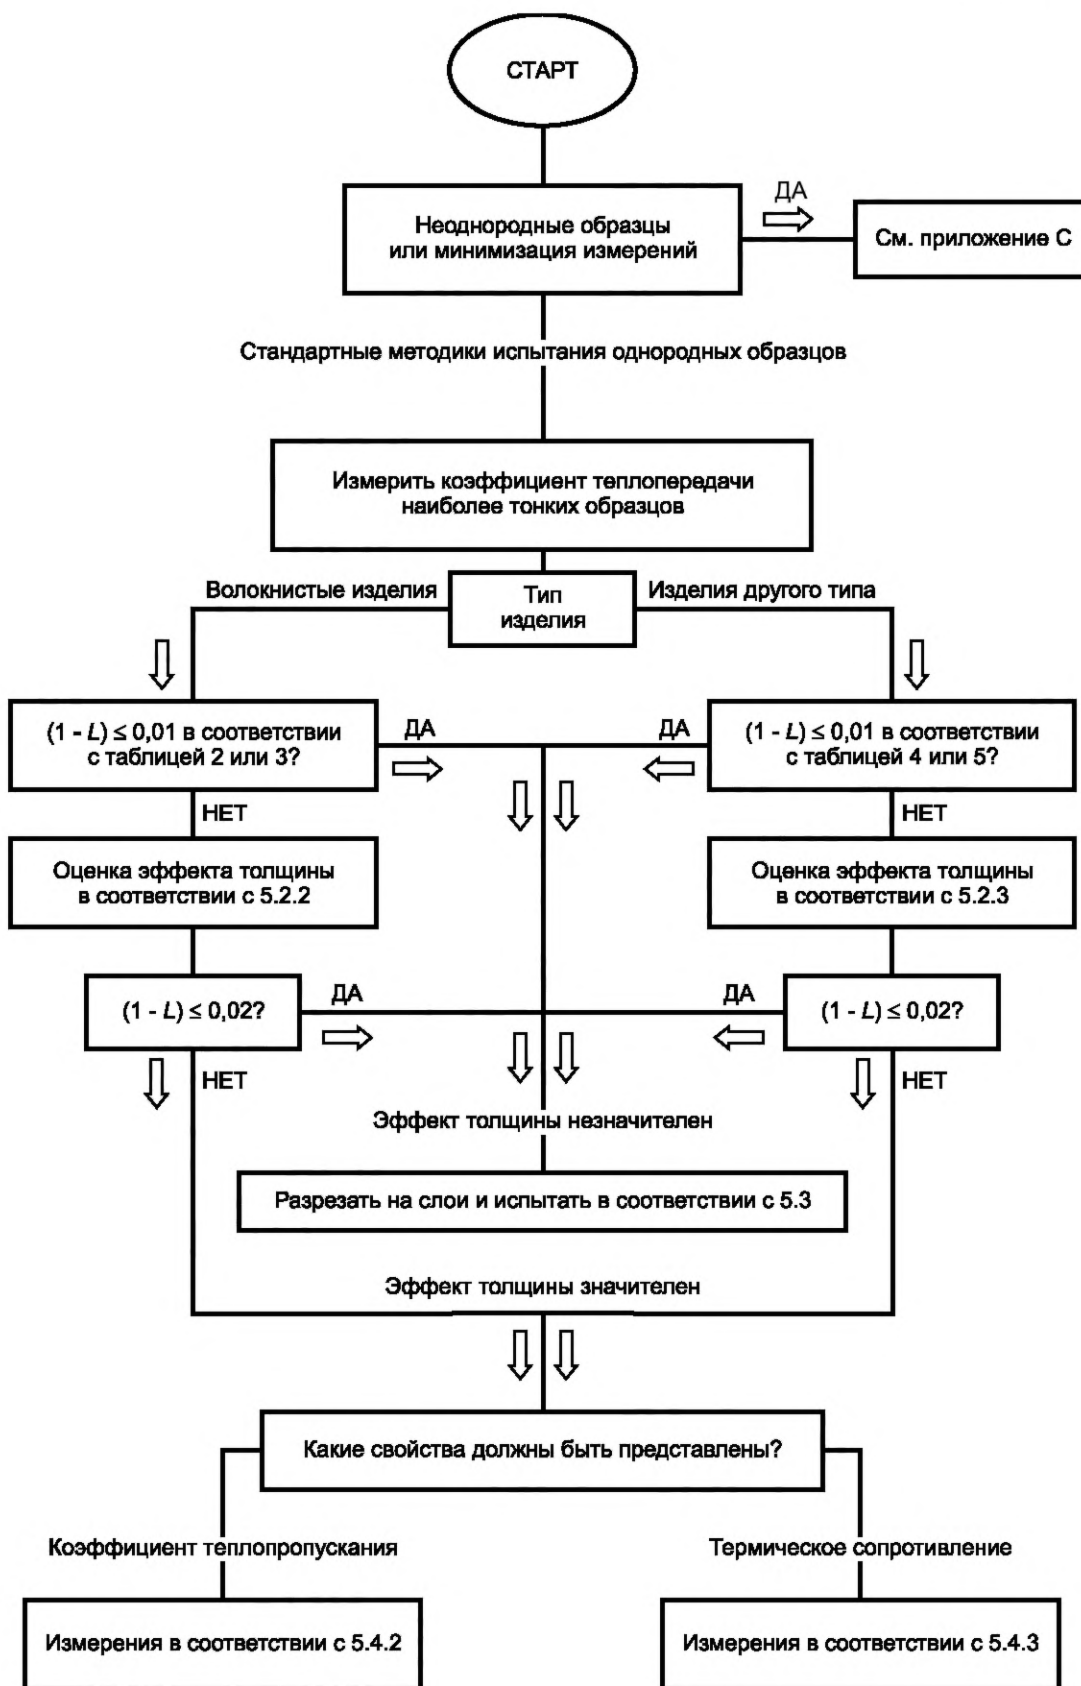 СТАРТ
Неоднородные образцы
или минимизация измерений
ДА
См. приложение С
Стандартные методики испытания однородных образцов
Измерить коэффициент теплопередачи
наиболее тонких образцов
Волокнистые изделия
Тип
изделия
Изделия другого типа
(1 - L) ≤ 0,01 в соответствии
с таблицей 2 или 3?
ДА
ДА
(1 - L) ≤ 0,01 в соответствии
с таблицей 4 или 5?
НЕТ
НЕТ
Оценка эффекта толщины
в соответствии с 5.2.2
Оценка эффекта толщины
в соответствии с 5.2.3
(1 - L) ≤ 0,02?
ДА
ДА
(1 - L) ≤ 0,02?
НЕТ
НЕТ
Эффект толщины незначителен
Разрезать на слои и испытать в соответствии с 5.3
Эффект толщины значителен
Какие свойства должны быть представлены?
Коэффициент теплопропускания
Термическое сопротивление
Измерения в соответствии с 5.4.2
Измерения в соответствии с 5.4.3